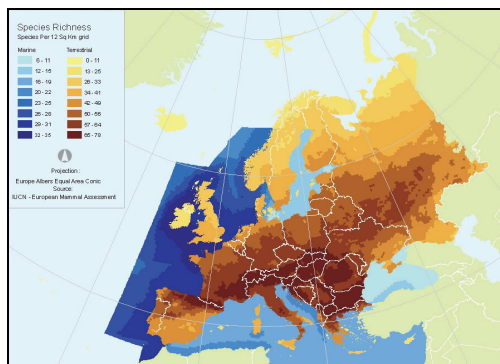 Species Richness
Species Per 12 Sq Km grid
Marine Terrestrial
6 - 11 0 - 11
12 - 15 13 - 25
16 - 19 26 - 33
20 - 22 34 - 41
23 - 25 42 - 49
26 - 28 50 - 56
29 - 31 57 - 64
32 - 35 65 - 78
Projection :
Europe Albers Equal Area Conic
Source:
IUCN - European Mammal Assessment